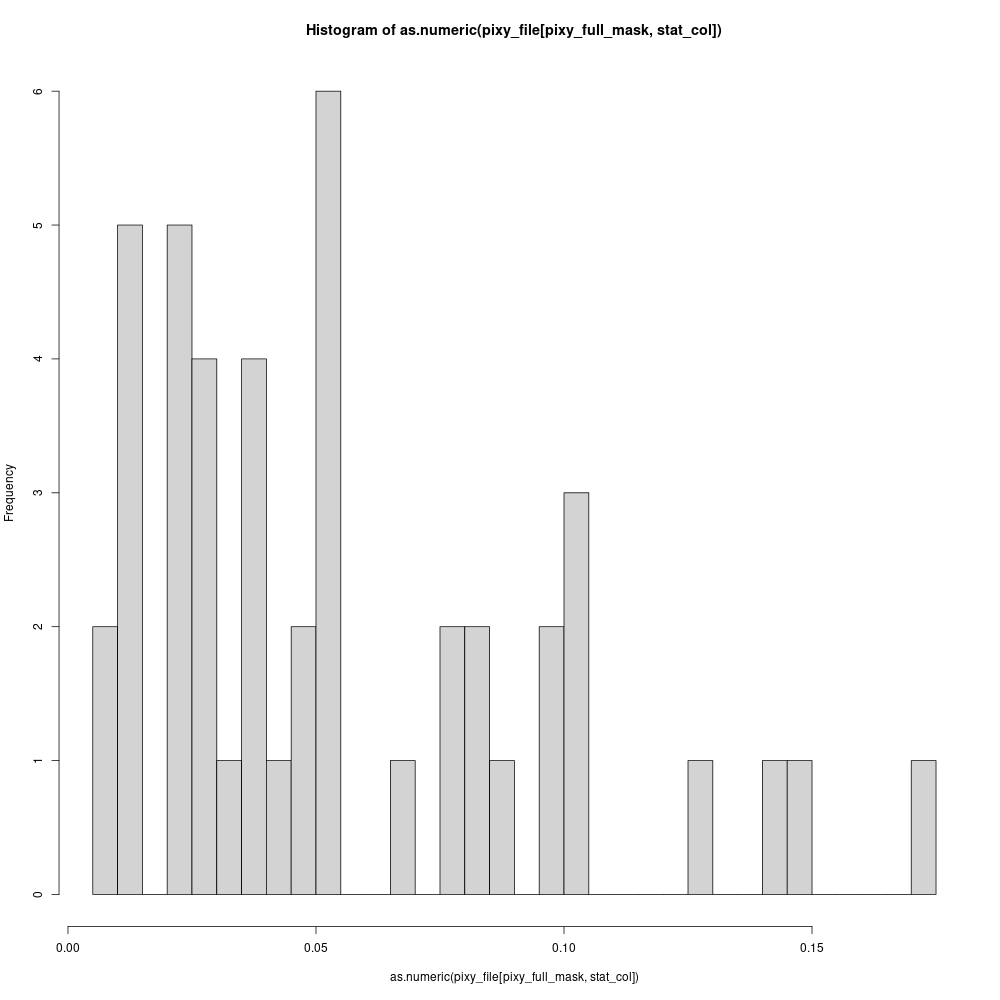 Histogram of as.numeric(pixy_file[pixy_full_mask, stat_col])
6
5
4
3
2
1
0
Frequency
0.00 0.05 0.10 0.15
as.numeric(pixy_file[pixy_full_mask, stat_col])